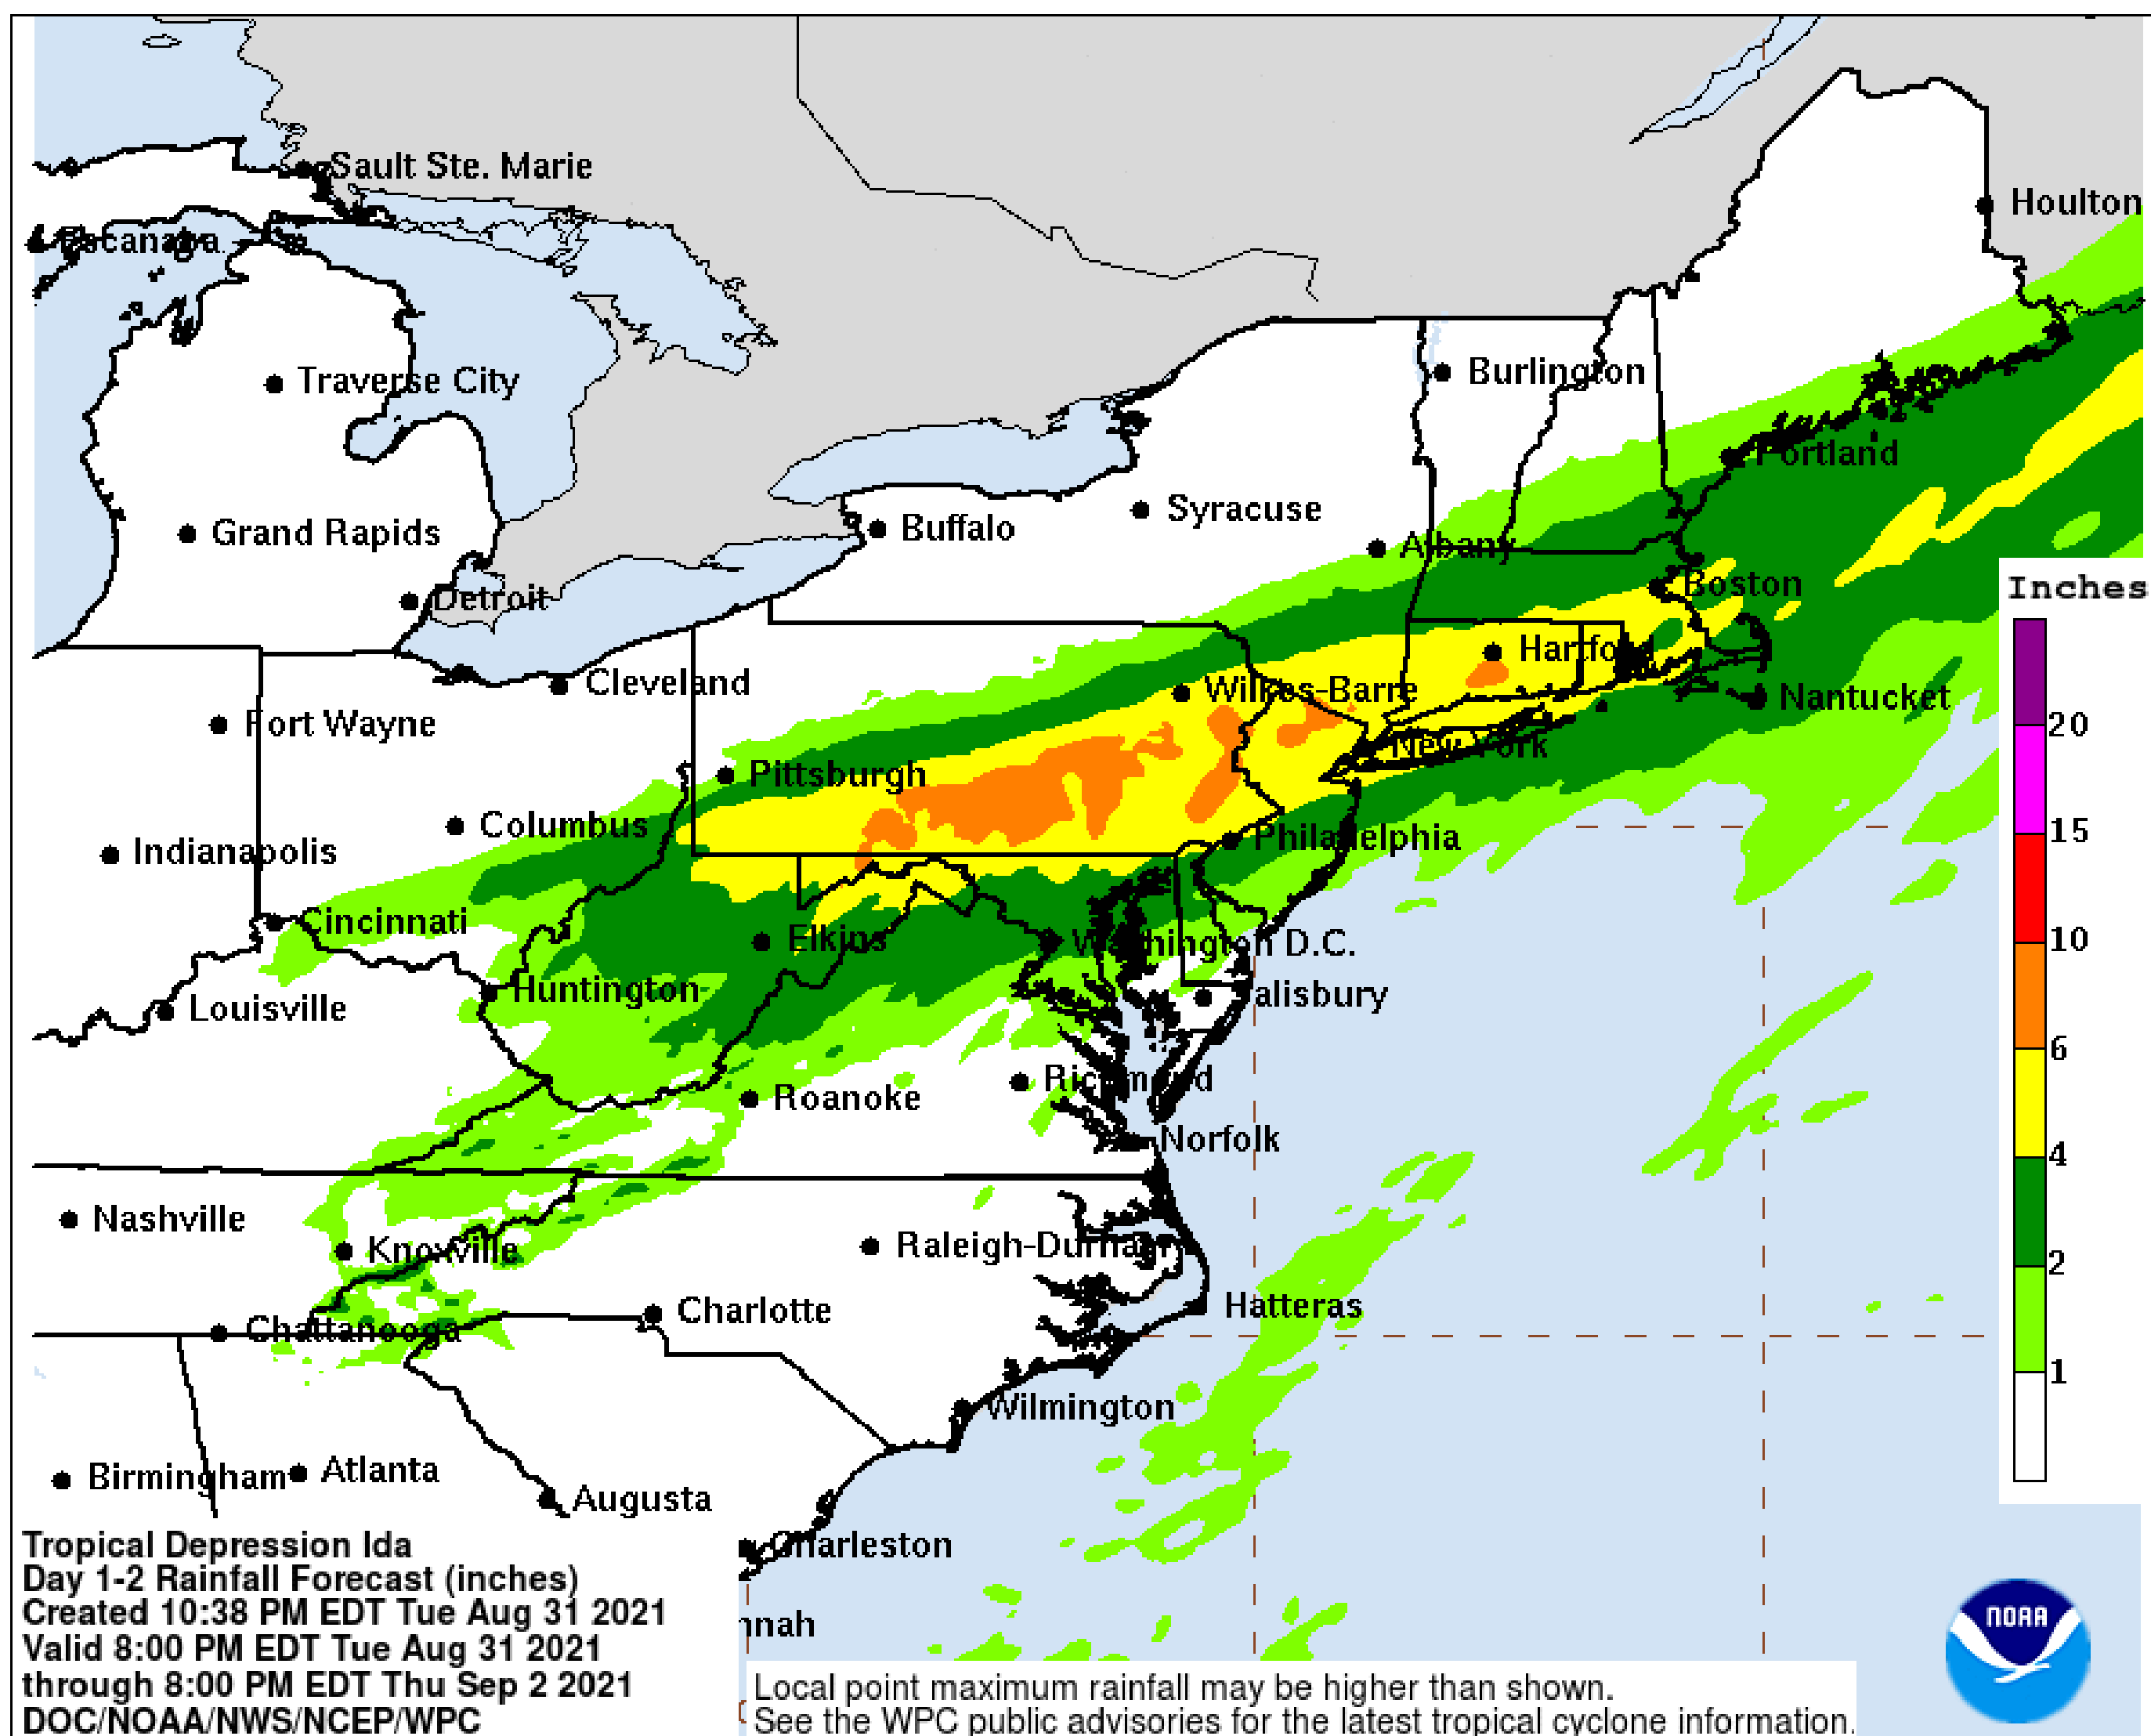 Sault Ste. Marie
Houlton
Escanaba
Burlington
Traverse City
Portland
Syracuse
Buffalo
Grand Rapids
Albany
Boston
Detroit
Inches
Hartford
Cleveland
Wilkes-Barre
Nantucket
Fort Wayne
20
New York
Pittsburgh
Columbus
15
Philadelphia
Indianapolis
Cincinnati
10
Elkins
Washington D.C.
Huntington
Salisbury
Louisville
6
Richmond
Roanoke
Norfolk
4
Nashville
Raleigh-Durham
Knoxville
2
Hatteras
Charlotte
Chattanooga
1
Wilmington
Birmingham
Atlanta
Augusta
Charleston
nnah
Tropical Depression Ida
Day 1-2 Rainfall Forecast (inches)
Created 10:38 PM EDT Tue Aug 31 2021
Valid 8:00 PM EDT Tue Aug 31 2021
through 8:00 PM EDT Thu Sep 2 2021
DOC/NOAA/NWS/NCEP/WPC
NOAA
Local point maximum rainfall may be higher than shown.
See the WPC public advisories for the latest tropical cyclone information.